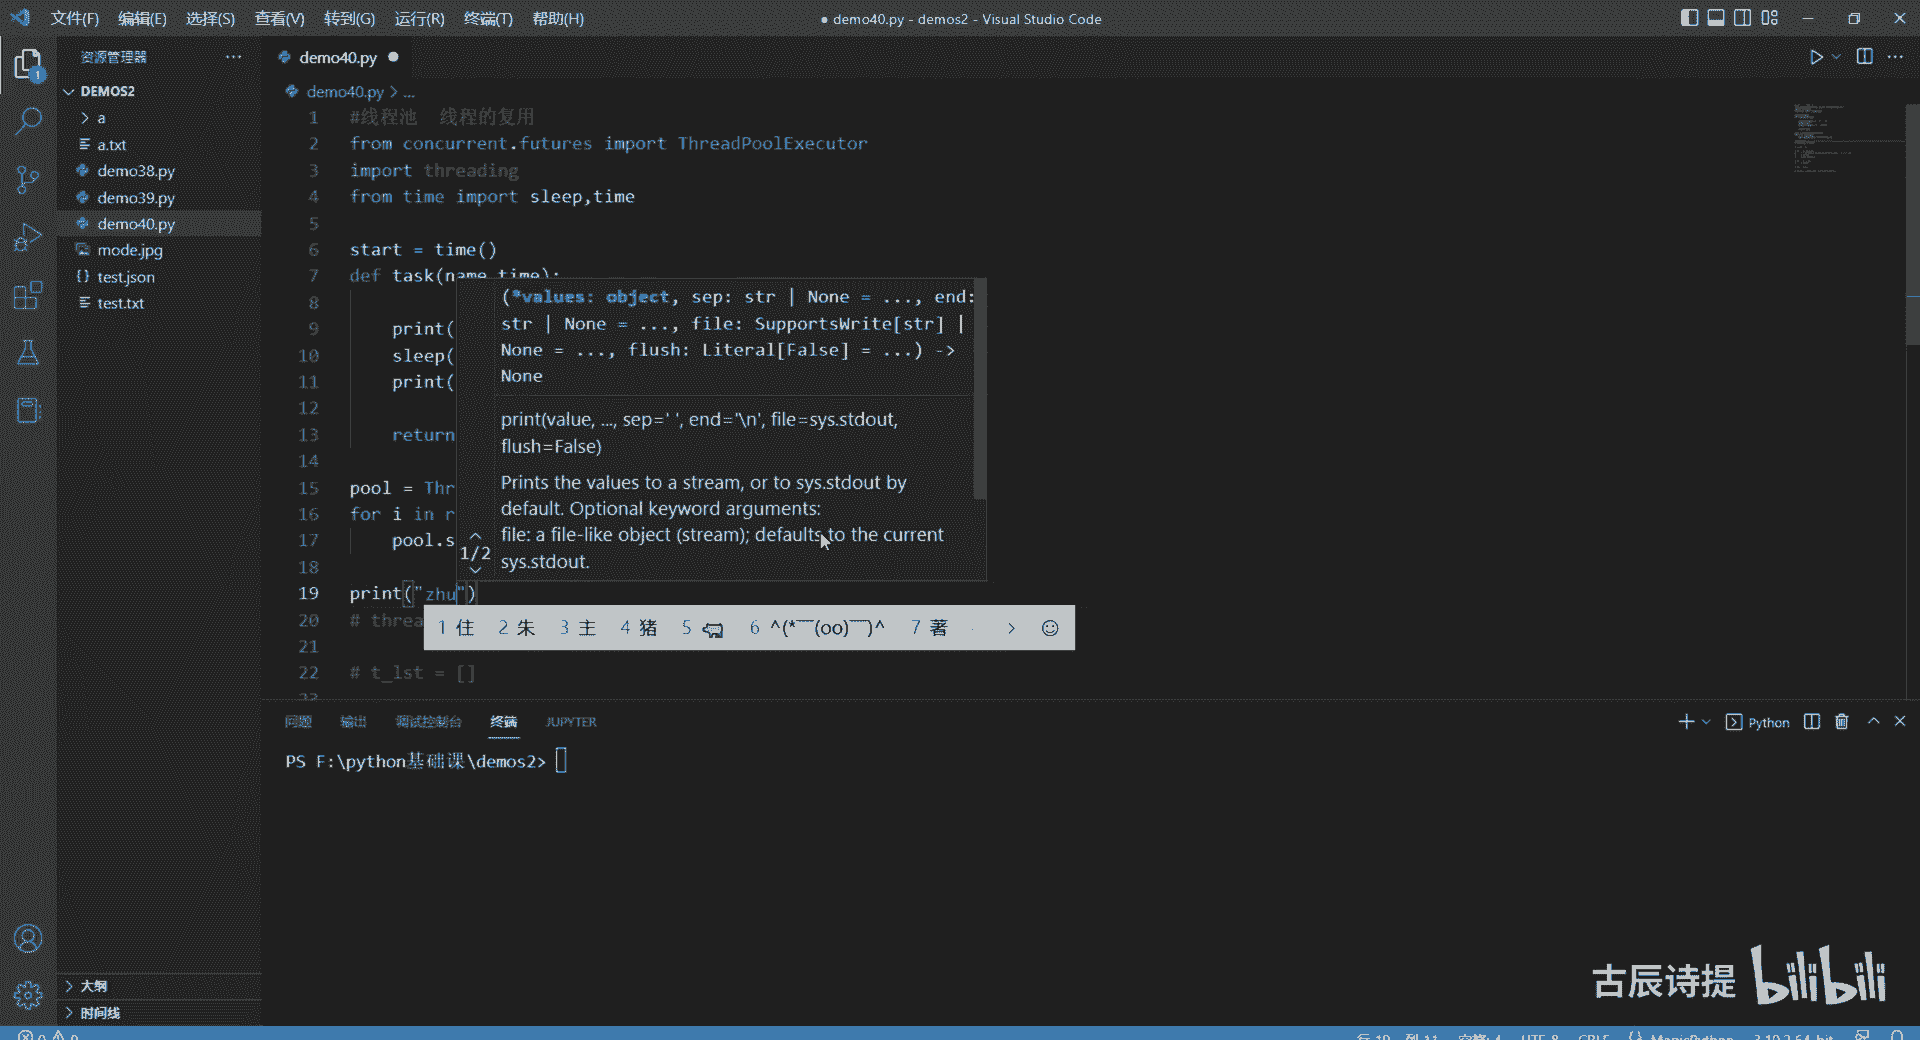 文件(F) 编辑(E) 选择(S) 查看(V) 转到(G) 运行(R) 终端(T) 帮助(H)
● demo40.py - demos2 - Visual Studio Code
资源管理器 ···
DEMOS2
a
a.txt
demo38.py
demo39.py
demo40.py
mode.jpg
test.json
test.txt
大纲
时间线
1
demo40.py ●
demo40.py > ...
1 #线程池 线程的复用
2 from concurrent.futures import ThreadPoolExecutor
3 import threading
4 from time import sleep,time
5
6 start = time()
7 def task(name,time):
8
9 print(
10 sleep(
11 print(
12
13 return
14
15 pool = Thr
16 for i in r
17 pool.s
18
19 print("zhu")
20 # threa
21
22 # t_lst = []
23
(*values: object, sep: str | None = ..., end:
str | None = ..., file: SupportsWrite[str] |
None = ..., flush: Literal[False] = ...) ->
None
print(value, ..., sep=' ', end='\n', file=sys.stdout,
flush=False)
Prints the values to a stream, or to sys.stdout by
default. Optional keyword arguments:
file: a file-like object (stream); defaults to the current
sys.stdout.
1/2
1 住 2 朱 3 主 4 猪 5 6 ^(*￣(oo)￣)^ 7 著
问题 输出 调试控制台 终端 JUPYTER
Python
PS F:\python基础课\demos2>
古辰诗提 bilibili
行 19, 列 11 空格: 4 UTF-8 CRLF MagicPython 3.10.2 64-bit